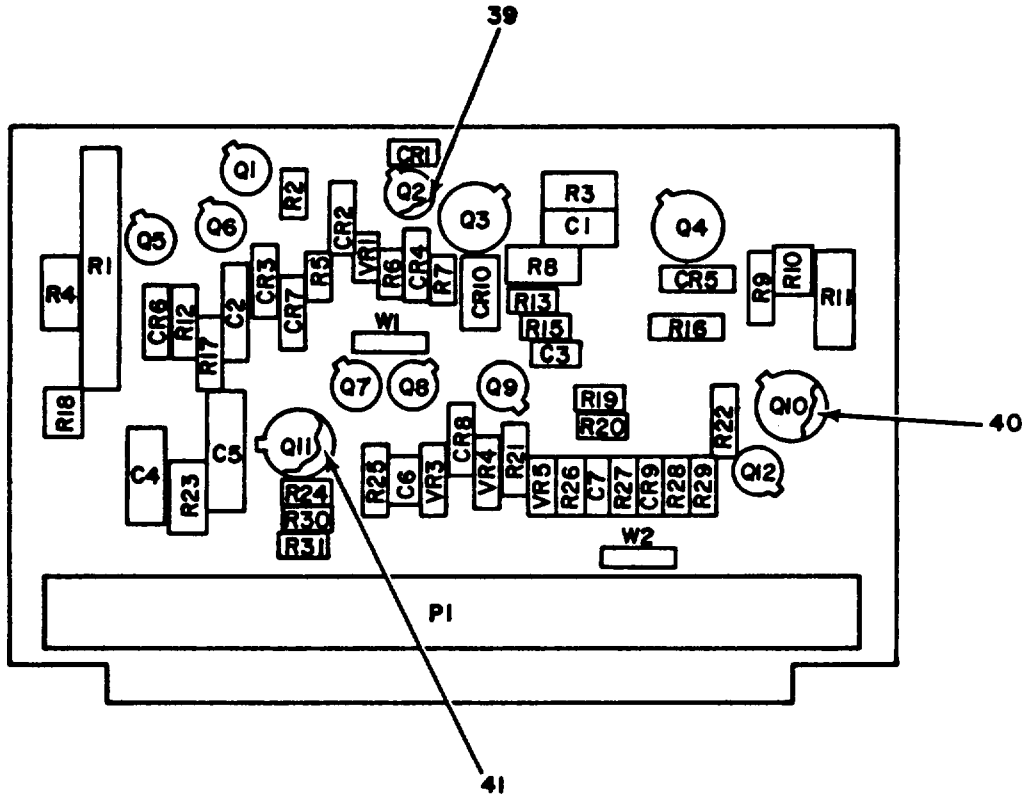 39
CR1
Q1
Q2
R2
R3
Q3
Q6
C1
Q4
Q5
CR2
VR1
R6
CR4
R7
R8
R1
CR3
R5
CR10
CR5
R9
R10
R4
C2
CR7
R13
R11
CR6
R12
W1
R15
R16
R17
C3
Q7
Q8
Q9
R19
R18
Q10
40
R20
R22
CR8
Q11
C5
C4
R21
R23
R25
C6
VR3
VR4
VR5
R26
C7
R27
CR9
R28
R29
Q12
R24
R30
R31
W2
P1
41